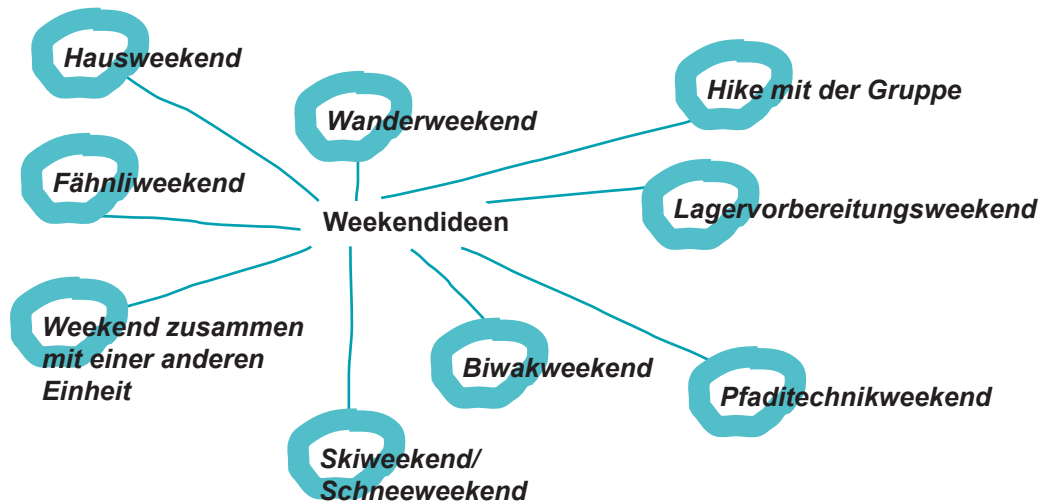 Hausweekend
Hike mit der Gruppe
Wanderweekend
Fähnliweekend
Lagervorbereitungsweekend
Weekendideen
Weekend zusammen
mit einer anderen
Einheit
Biwakweekend
Pfaditechnikweekend
Skiweekend/
Schneeweekend